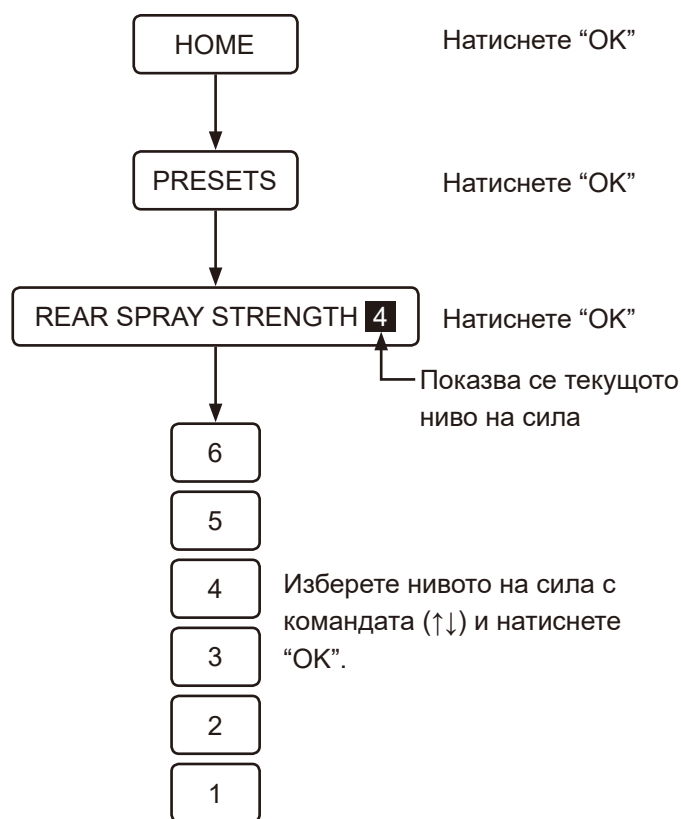 HOME
Натиснете “OK”
PRESETS
Натиснете “OK”
REAR SPRAY STRENGTH 4
Натиснете “OK”
Показва се текущото
ниво на сила
6
5
4
Изберете нивото на сила с
командата (↑↓) и натиснете
“OK”.
3
2
1